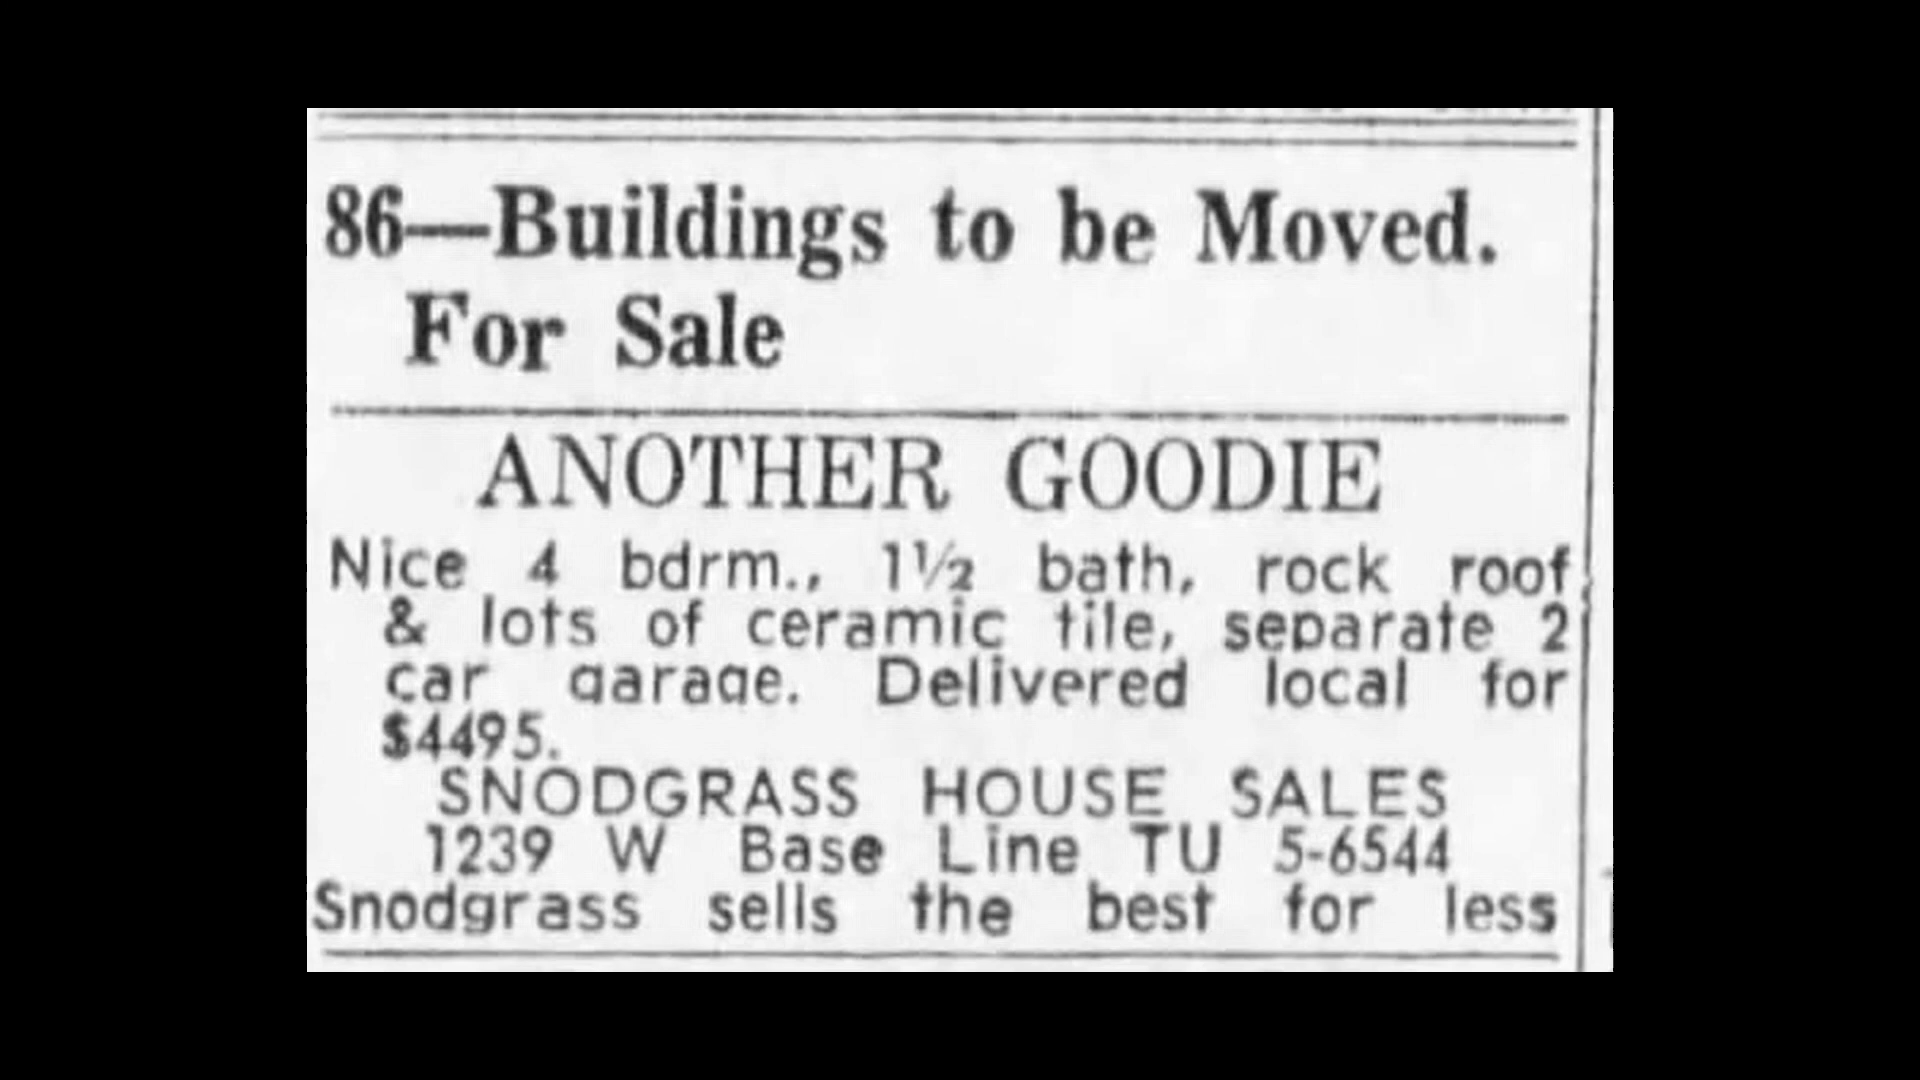 86—Buildings to be Moved.
For Sale
ANOTHER GOODIE
Nice 4 bdrm., 1½ bath, rock roof
& lots of ceramic tile, separate 2
car garage. Delivered local for
$4495.
SNODGRASS HOUSE SALES
1239 W Base Line TU 5-6544
Snodgrass sells the best for less